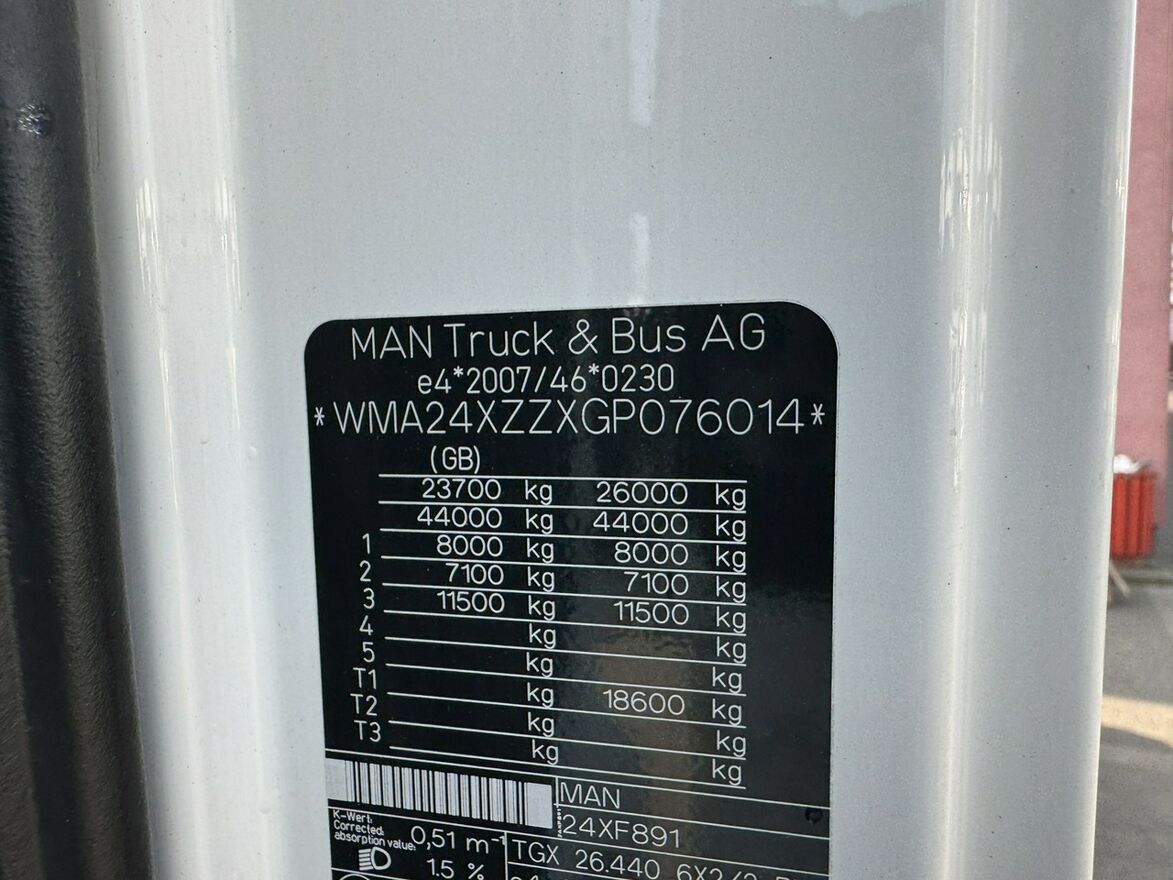 MAN Truck & Bus AG
e4*2007/46*0230
*WMA24XZZXGP076014*
(GB)
23700 kg 26000 kg
44000 kg 44000 kg
1 8000 kg 8000 kg
2 7100 kg 7100 kg
3 11500 kg 11500 kg
4 kg kg
5 kg kg
T1 kg 18600 kg
T2 kg kg
T3 kg kg
MAN
24XF891
K-Wert:
Corrected
absorption value: 0,51 m⁻¹
TGX 26.440 6X2/2
1.5 %